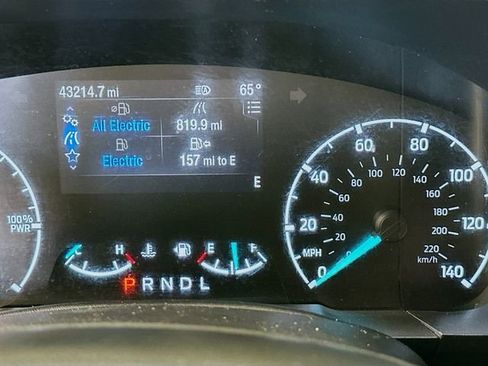 43214.7 mi 65°
All Electric 819.9 mi
Electric 157 mi to E
E
100%
PWR
C H E F
P R N D L
0 20 40 60 80 100 120 140
MPH
0 20 40 60 80 100 120 140 160 180 200 220
km/h